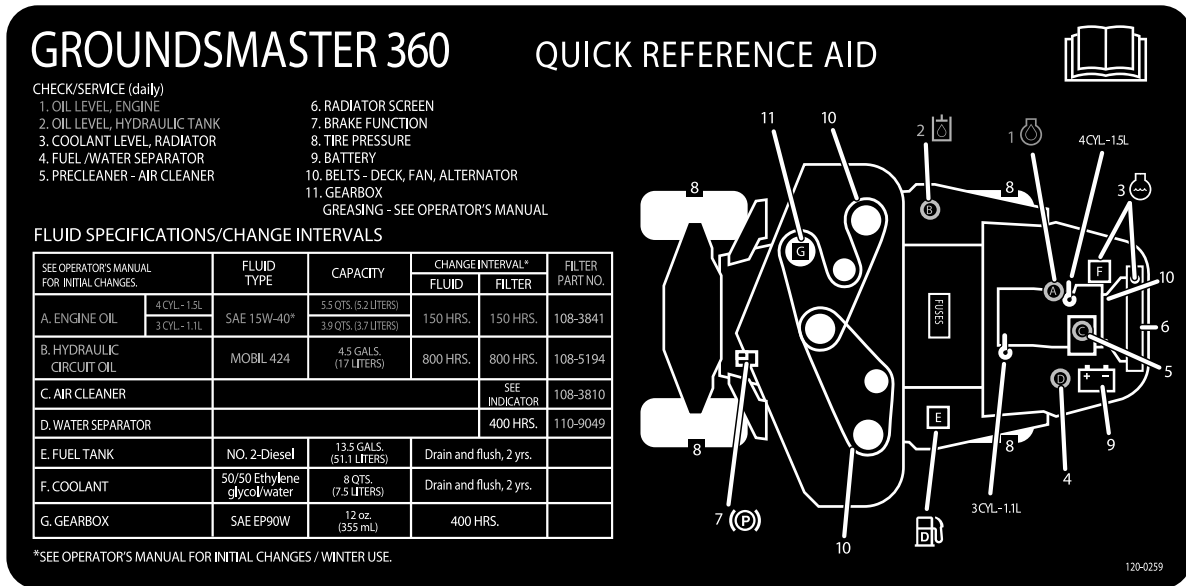 GROUNDSMASTER 360
QUICK REFERENCE AID
CHECK/SERVICE (daily)
1. OIL LEVEL, ENGINE
2. OIL LEVEL, HYDRAULIC TANK
3. COOLANT LEVEL, RADIATOR
4. FUEL /WATER SEPARATOR
5. PRECLEANER - AIR CLEANER
6. RADIATOR SCREEN
7. BRAKE FUNCTION
8. TIRE PRESSURE
9. BATTERY
10. BELTS - DECK, FAN, ALTERNATOR
11. GEARBOX
GREASING - SEE OPERATOR'S MANUAL
FLUID SPECIFICATIONS/CHANGE INTERVALS
SEE OPERATOR'S MANUAL
FOR INITIAL CHANGES.
FLUID
TYPE
CAPACITY
CHANGE INTERVAL*
FLUID
FILTER
FILTER
PART NO.
A. ENGINE OIL
4 CYL. - 1.5L
3 CYL. - 1.1L
SAE 15W-40*
5.5 QTS. (5.2 LITERS)
3.9 QTS. (3.7 LITERS)
150 HRS.
150 HRS.
108-3841
B. HYDRAULIC
CIRCUIT OIL
MOBIL 424
4.5 GALS.
(17 LITERS)
800 HRS.
800 HRS.
108-5194
C. AIR CLEANER
SEE
INDICATOR
108-3810
D. WATER SEPARATOR
400 HRS.
110-9049
E. FUEL TANK
NO. 2-Diesel
13.5 GALS.
(51.1 LITERS)
Drain and flush, 2 yrs.
F. COOLANT
50/50 Ethylene
glycol/water
8 QTS.
(7.5 LITERS)
Drain and flush, 2 yrs.
G. GEARBOX
SAE EP90W
12 oz.
(355 mL)
400 HRS.
*SEE OPERATOR'S MANUAL FOR INITIAL CHANGES / WINTER USE.
11
10
2
1
4CYL.-1.5L
3
8
8
B
G
F
A
10
FUSES
6
C
5
D
+ -
E
8
8
9
4
3CYL.-1.1L
7
P
10
D
120-0259